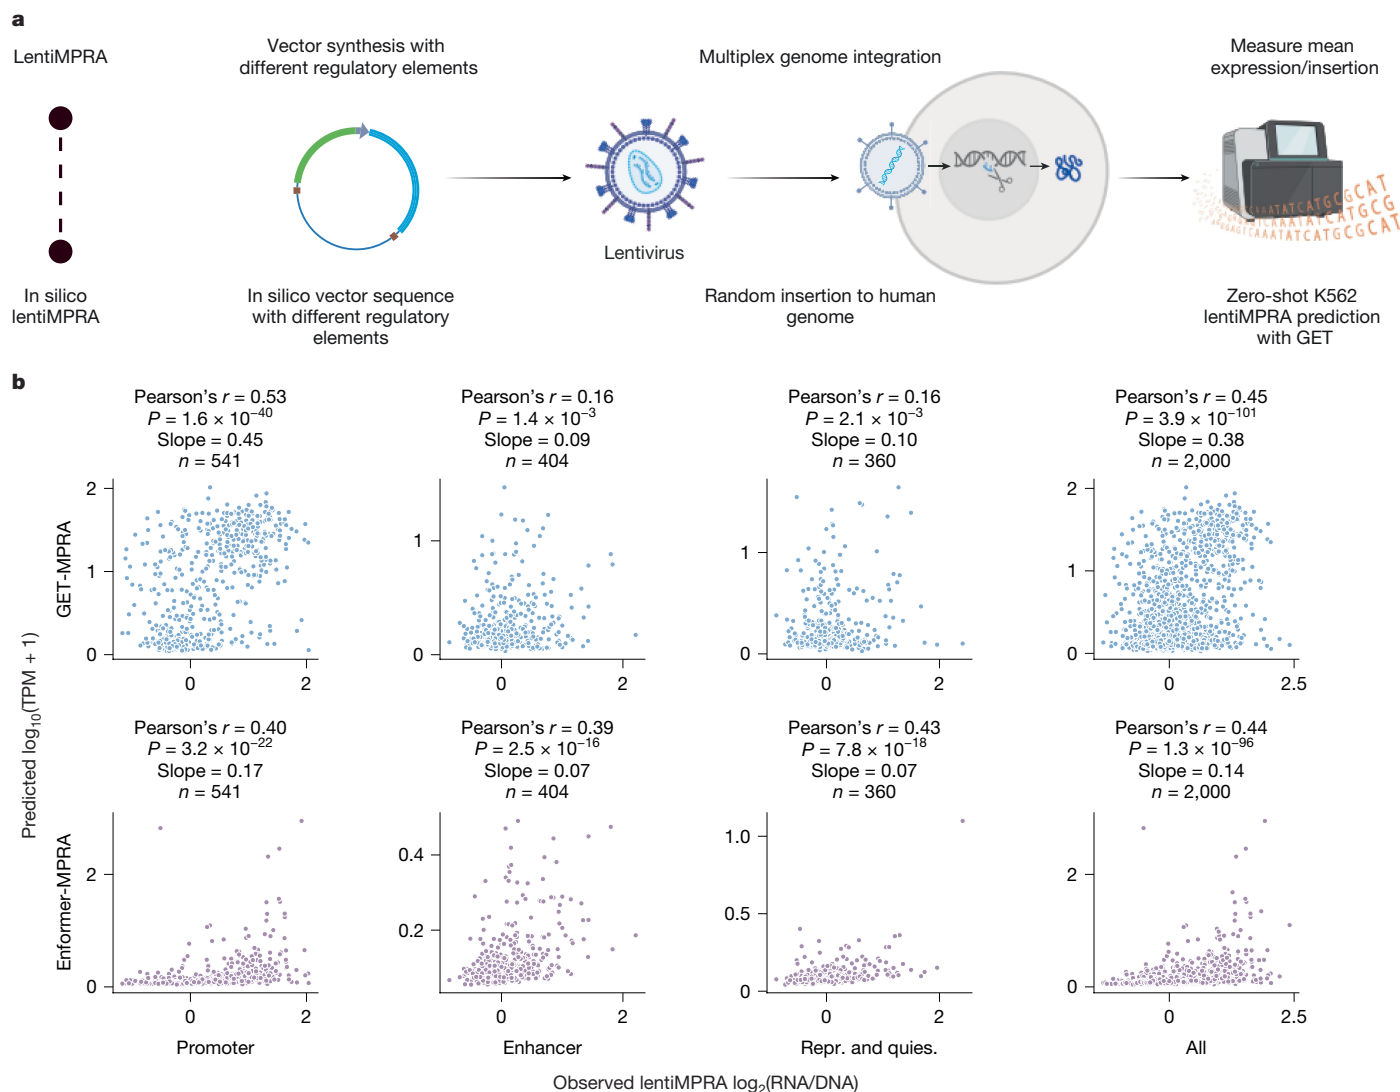 a
LentiMPRA
Vector synthesis with
different regulatory elements
Multiplex genome integration
Measure mean
expression/insertion
Lentivirus
In silico
lentiMPRA
In silico vector sequence
with different regulatory
elements
Random insertion to human
genome
Zero-shot K562
lentiMPRA prediction
with GET
b
Pearson's r = 0.53
P = 1.6 × 10⁻⁴⁰
Slope = 0.45
n = 541
Pearson's r = 0.16
P = 1.4 × 10⁻³
Slope = 0.09
n = 404
Pearson's r = 0.16
P = 2.1 × 10⁻³
Slope = 0.10
n = 360
Pearson's r = 0.45
P = 3.9 × 10⁻¹⁰¹
Slope = 0.38
n = 2,000
Predicted log₁₀(TPM + 1)
GET-MPRA
2
1
0
0
2
1
0
0
2
1
0
0
2
2
1
0
0
2.5
Pearson's r = 0.40
P = 3.2 × 10⁻²²
Slope = 0.17
n = 541
Pearson's r = 0.39
P = 2.5 × 10⁻¹⁶
Slope = 0.07
n = 404
Pearson's r = 0.43
P = 7.8 × 10⁻¹⁸
Slope = 0.07
n = 360
Pearson's r = 0.44
P = 1.3 × 10⁻⁹⁶
Slope = 0.14
n = 2,000
Enformer-MPRA
2
0
0
2
Promoter
0.4
0.2
0
2
Enhancer
1.0
0.5
0
0
2
Repr. and quies.
2
0
0
2.5
All
Observed lentiMPRA log₂(RNA/DNA)